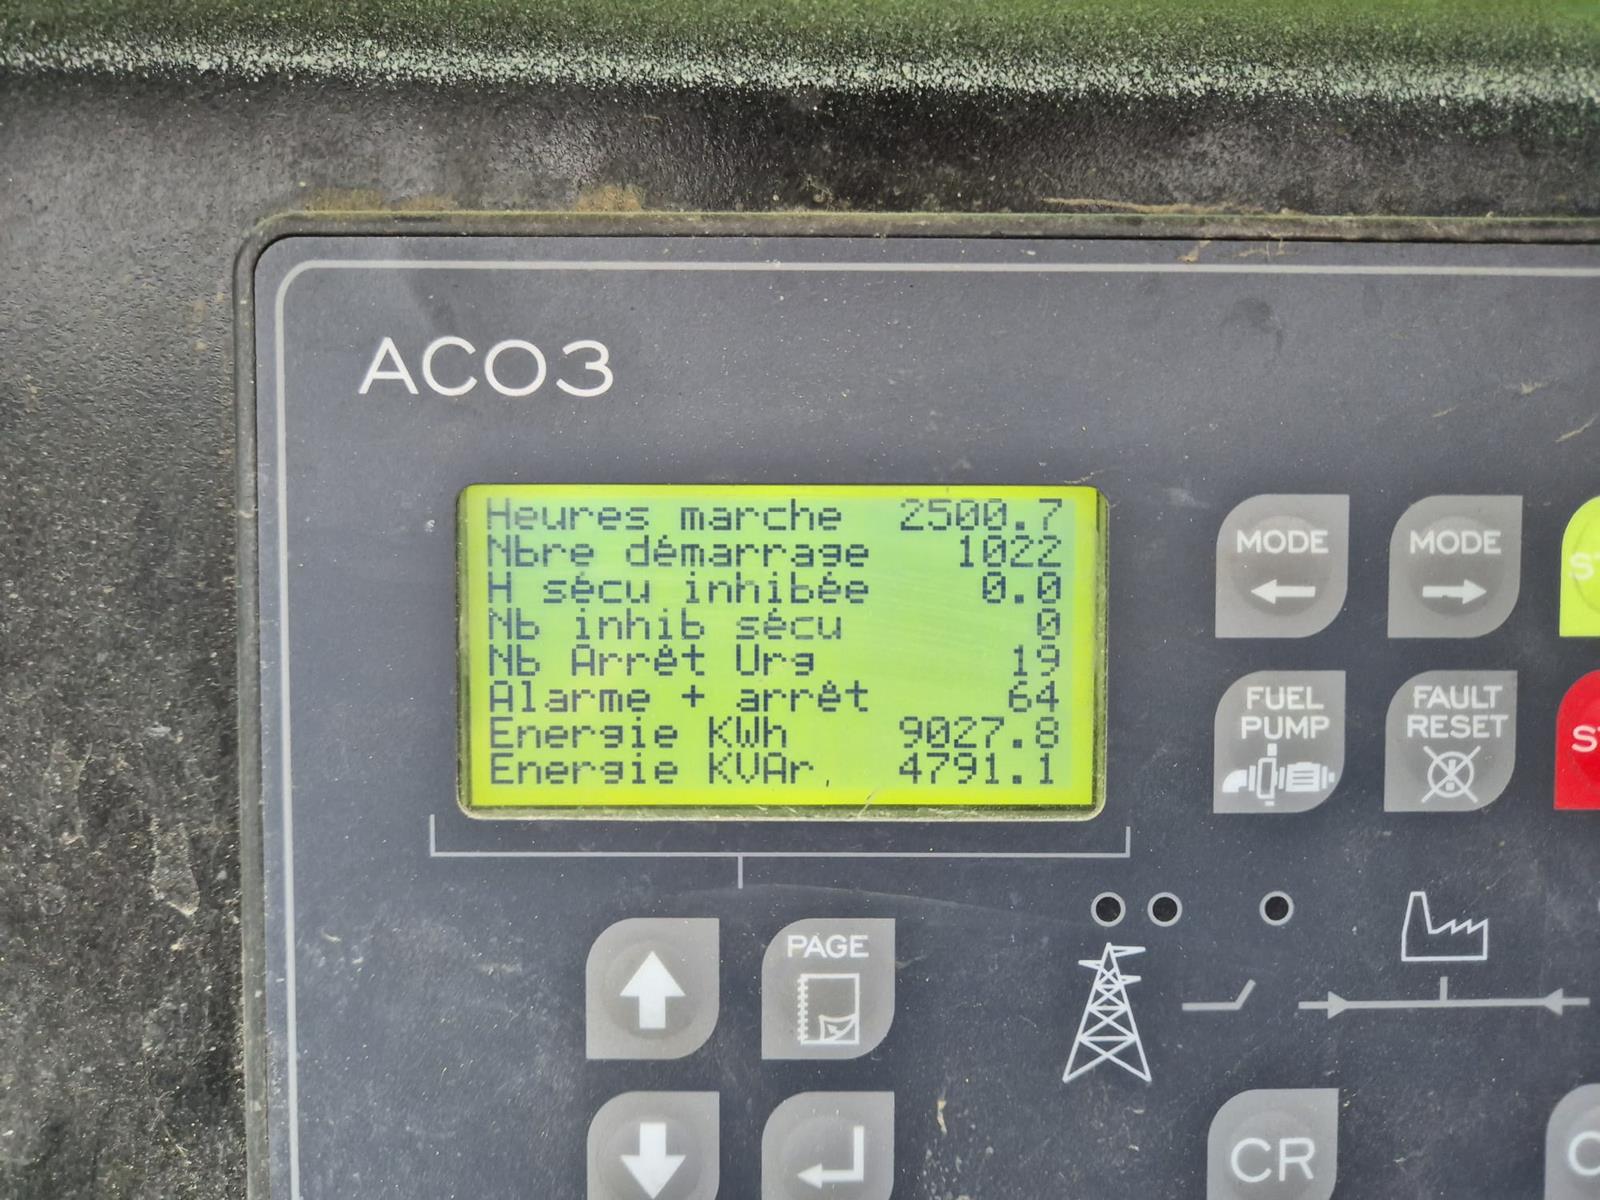 ACO3
Heures marche 2500.7
Nbre démarrage 1022
H sécu inhibée 0.0
Nb inhib sécu 0
Nb Arrêt Urg 19
Alarme + arrêt 64
Energie KWh 9027.8
Energie KVAr 4791.1
MODE
MODE
FUEL
PUMP
FAULT
RESET
PAGE
CR